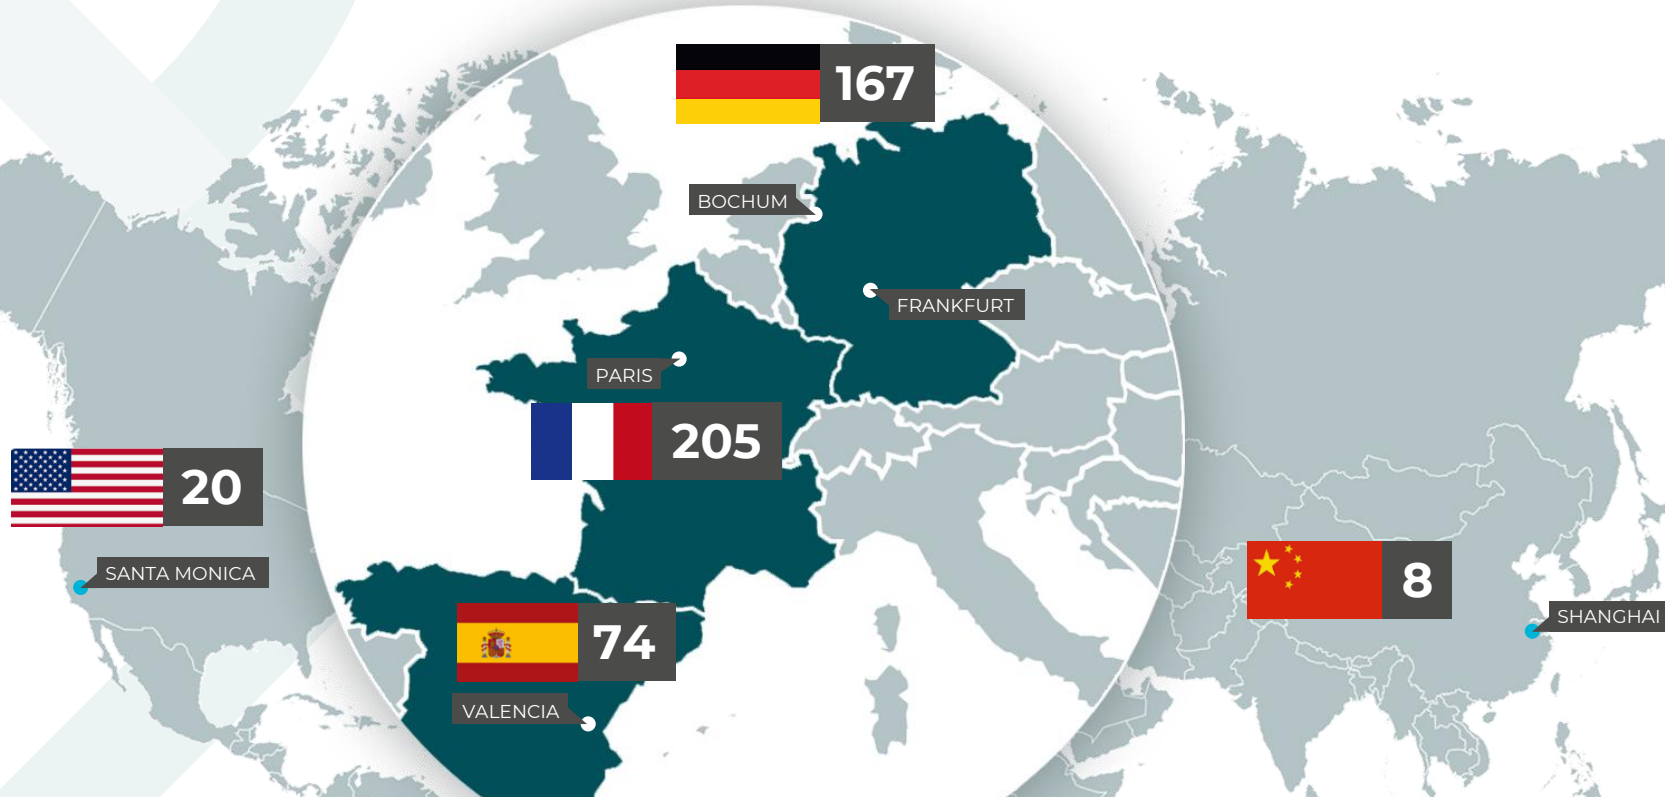 167
BOCHUM
FRANKFURT
PARIS
205
20
SANTA MONICA
8
SHANGHAI
74
VALENCIA